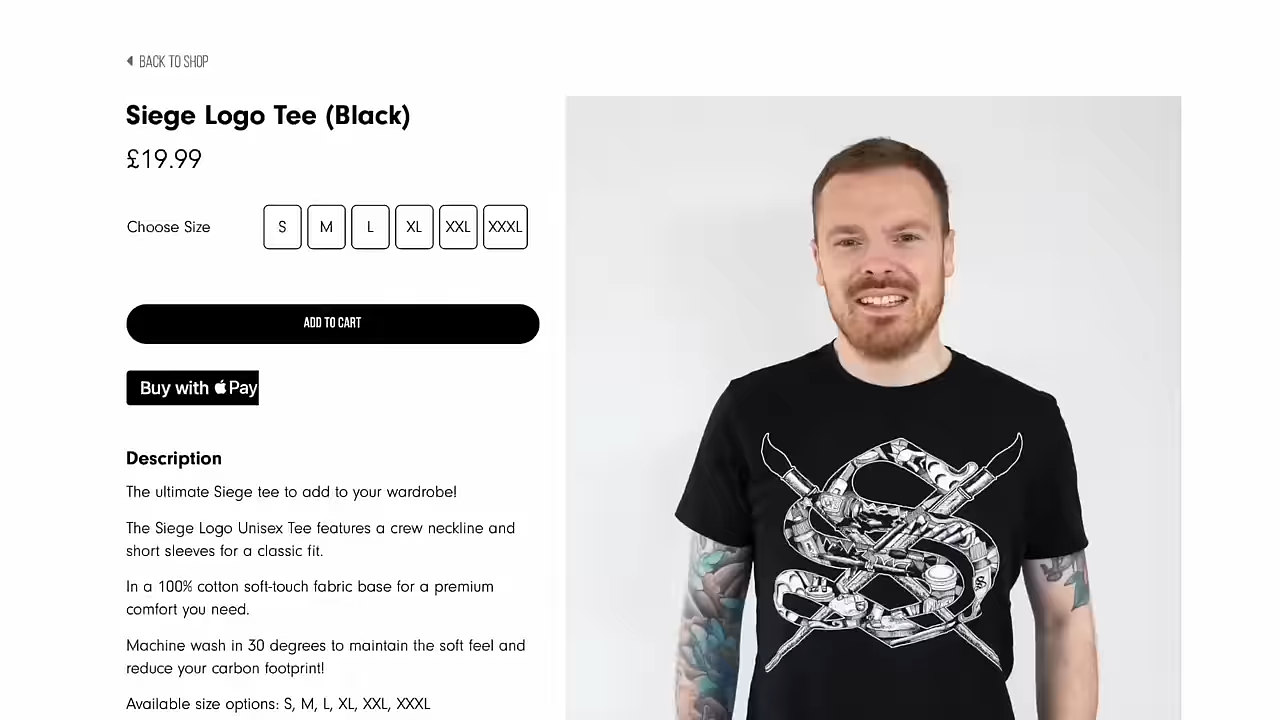 BACK TO SHOP
Siege Logo Tee (Black)
£19.99
Choose Size S M L XL XXL XXXL
ADD TO CART
Buy with Pay
Description
The ultimate Siege tee to add to your wardrobe!
The Siege Logo Unisex Tee features a crew neckline and
short sleeves for a classic fit.
In a 100% cotton soft-touch fabric base for a premium
comfort you need.
Machine wash in 30 degrees to maintain the soft feel and
reduce your carbon footprint!
Available size options: S, M, L, XL, XXL, XXXL